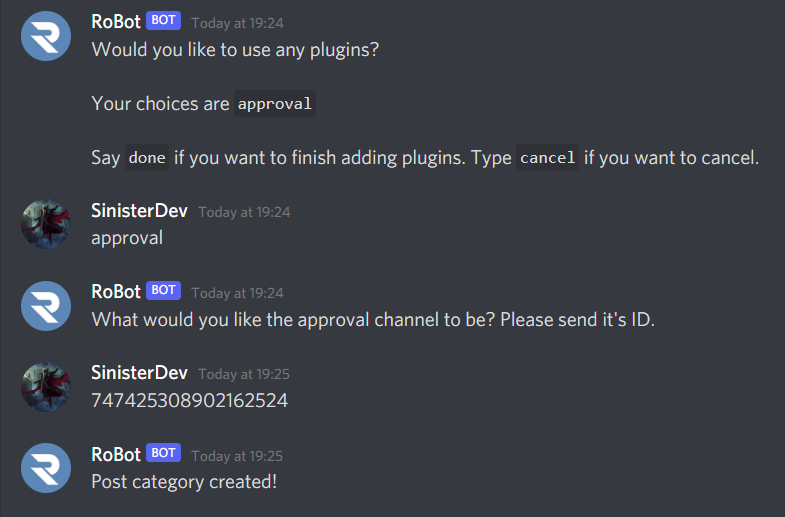 RoBot BOT Today at 19:24
Would you like to use any plugins?
Your choices are approval
Say done if you want to finish adding plugins. Type cancel if you want to cancel.
SinisterDev Today at 19:24
approval
RoBot BOT Today at 19:24
What would you like the approval channel to be? Please send it's ID.
SinisterDev Today at 19:25
747425308902162524
RoBot BOT Today at 19:25
Post category created!